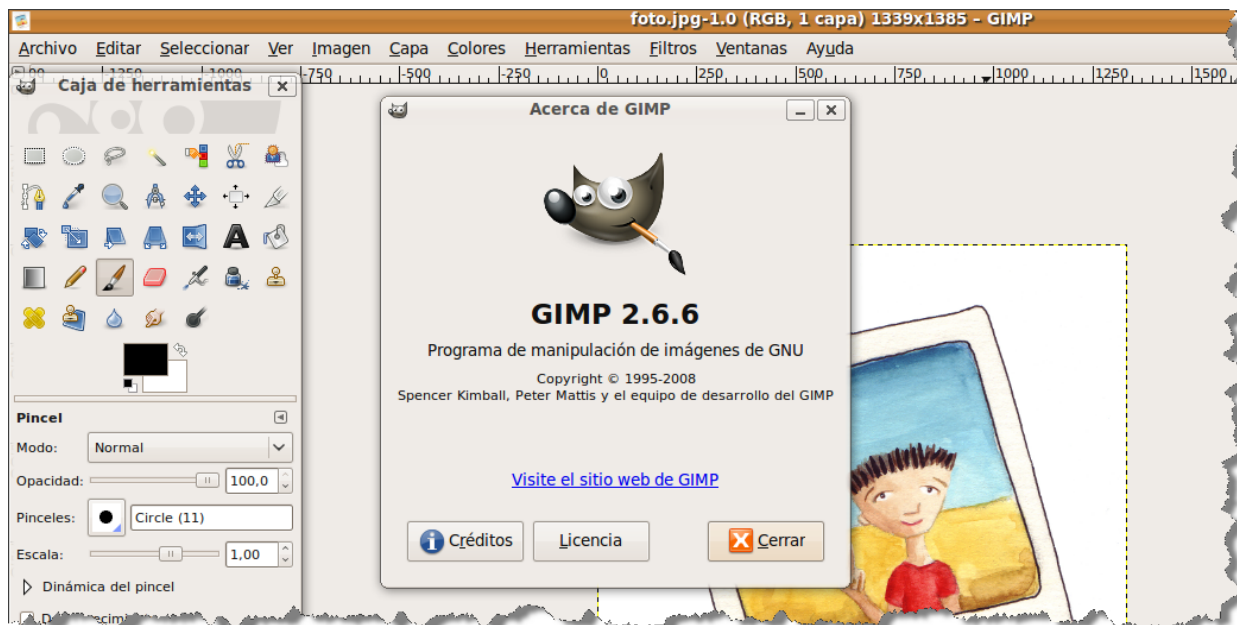 foto.jpg-1.0 (RGB, 1 capa) 1339x1385 – GIMP
Archivo Editar Seleccionar Ver Imagen Capa Colores Herramientas Filtros Ventanas Ayuda
-750 -500 -250 0 250 500 750 1000 1250 1500
Caja de herramientas
Acerca de GIMP
GIMP 2.6.6
Programa de manipulación de imágenes de GNU
Copyright © 1995-2008
Spencer Kimball, Peter Mattis y el equipo de desarrollo del GIMP
Visite el sitio web de GIMP
Créditos Licencia Cerrar
Pincel
Modo: Normal
Opacidad: 100,0
Pinceles: Circle (11)
Escala: 1,00
Dinámica del pincel